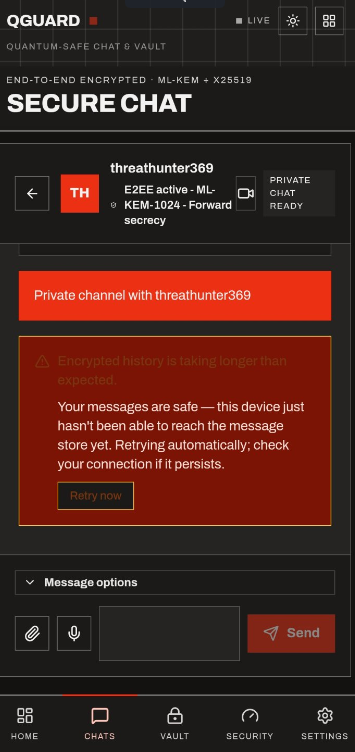 QGUARD
LIVE
QUANTUM-SAFE CHAT & VAULT
END-TO-END ENCRYPTED · ML-KEM + X25519
SECURE CHAT
TH
threathunter369
E2EE active - ML-
KEM-1024 - Forward
secrecy
PRIVATE
CHAT
READY
Private channel with threathunter369
Encrypted history is taking longer than
expected.
Your messages are safe — this device just
hasn't been able to reach the message
store yet. Retrying automatically; check
your connection if it persists.
Retry now
Message options
Send
HOME
CHATS
VAULT
SECURITY
SETTINGS